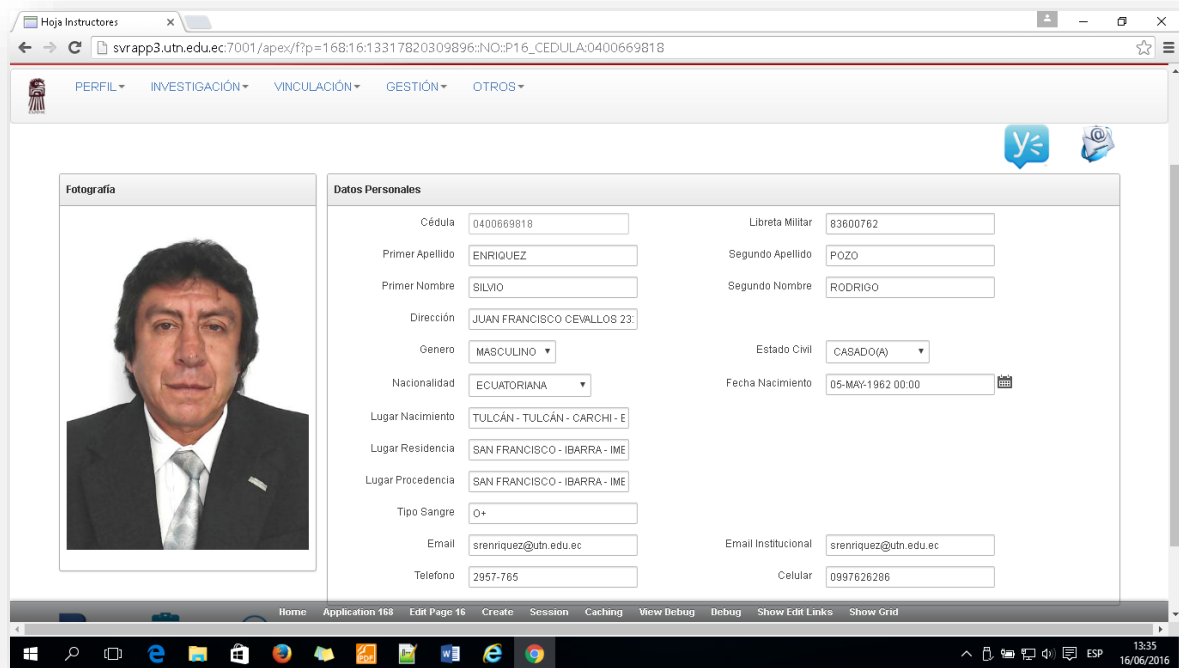 Hoja Instructores
svrapp3.utn.edu.ec:7001/apex/f?p=168:16:13317820309896::NO::P16_CEDULA:0400669818
PERFIL INVESTIGACIÓN VINCULACIÓN GESTIÓN OTROS
Fotografía Datos Personales
Cédula 0400669818 Libreta Militar 83600762
Primer Apellido ENRIQUEZ Segundo Apellido POZO
Primer Nombre SILVIO Segundo Nombre RODRIGO
Dirección JUAN FRANCISCO CEVALLOS 23:
Genero MASCULINO Estado Civil CASADO(A)
Nacionalidad ECUATORIANA Fecha Nacimiento 05-MAY-1962 00:00
Lugar Nacimiento TULCÁN - TULCÁN - CARCHI - E
Lugar Residencia SAN FRANCISCO - IBARRA - IME
Lugar Procedencia SAN FRANCISCO - IBARRA - IME
Tipo Sangre O+
Email srenriquez@utn.edu.ec Email Institucional srenriquez@utn.edu.ec
Telefono 2957-765 Celular 0997626286
Home Application 168 Edit Page 16 Create Session Caching View Debug Debug Show Edit Links Show Grid
ESP 13:35
16/06/2016